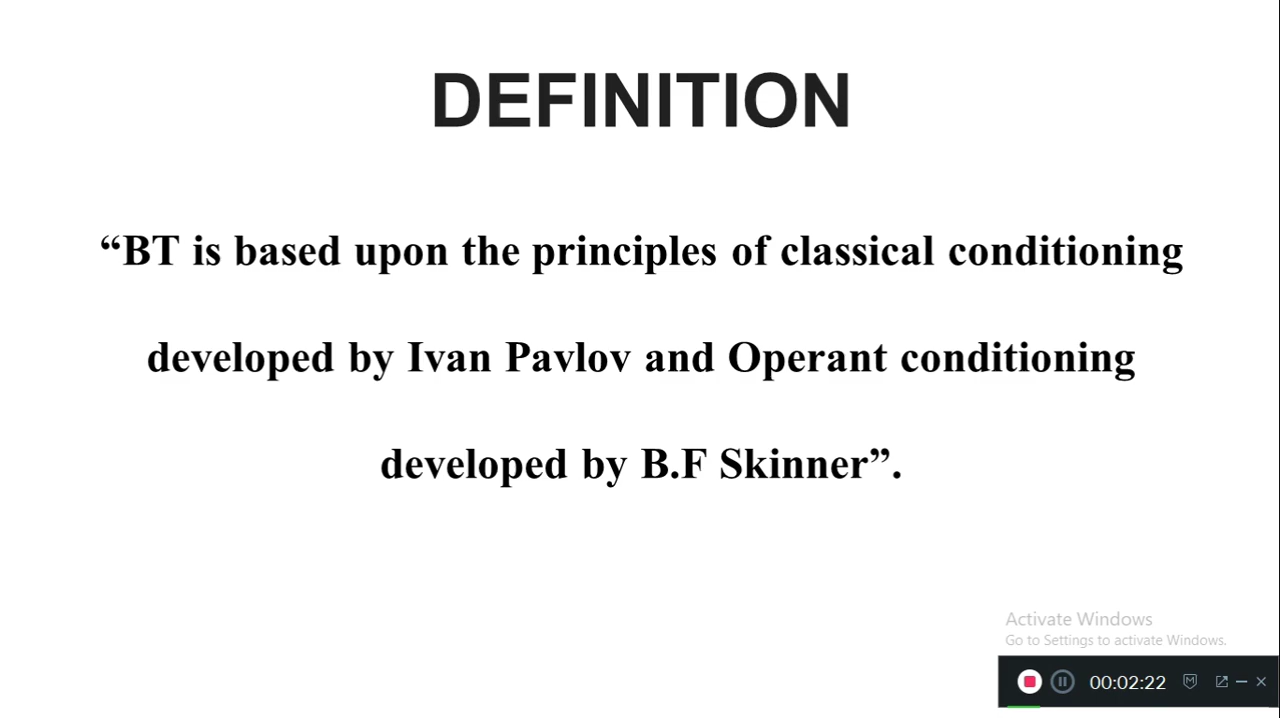 DEFINITION
“BT is based upon the principles of classical conditioning
developed by Ivan Pavlov and Operant conditioning
developed by B.F Skinner”.
Activate Windows
Go to Settings to activate Windows.
00:02:22